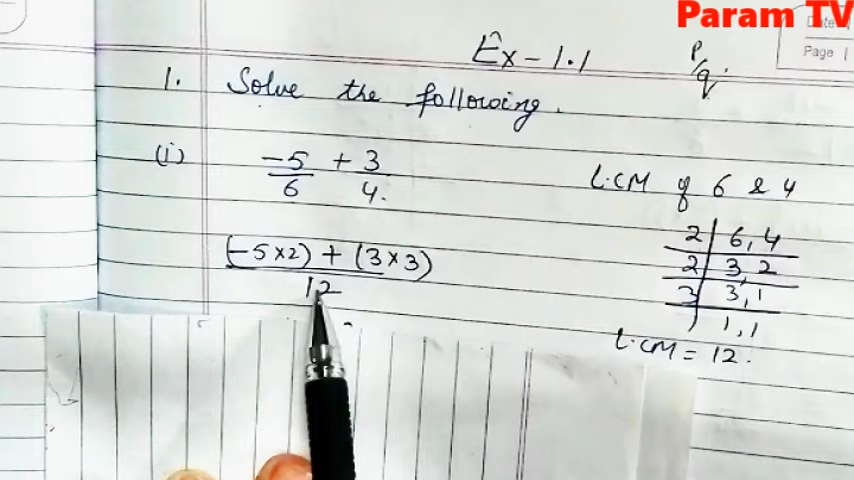 Param TV
Date
Page 1
Ex - 1.1
p/q.
1. Solve the following.
(i) -5/6 + 3/4.
(-5×2) + (3×3)
12
L.CM of 6 & 4
2 | 6, 4
2 | 3, 2
3 | 3, 1
1, 1
L.CM = 12.